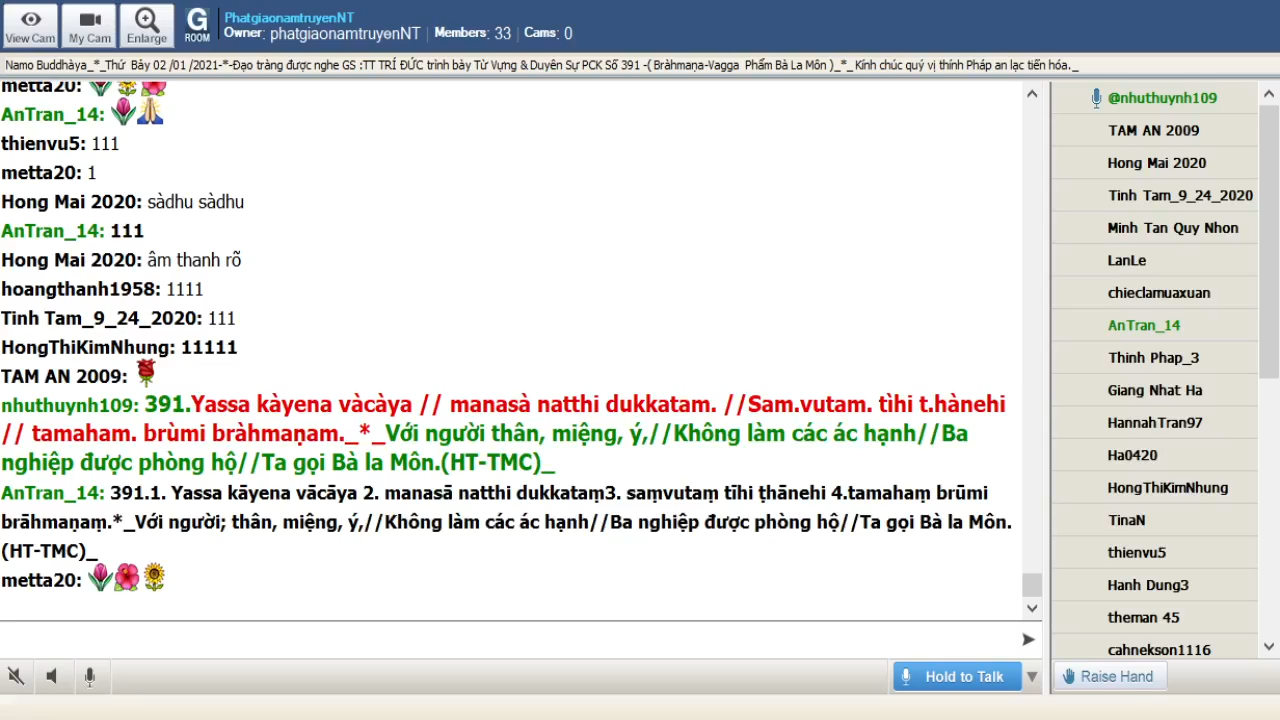 View Cam
My Cam
Enlarge
G
ROOM
PhatgiaonamtruyenNT
Owner: phatgiaonamtruyenNT | Members: 33 | Cams: 0
Namo Buddhàya_*_Thứ Bảy 02 /01 /2021-*-Đạo tràng được nghe GS :TT TRÍ ĐỨC trình bày Từ Vựng & Duyên Sự PCK Số 391 -( Bràhmaṇa-Vagga Phẩm Bà La Môn )_*_ Kính chúc quý vị thính Pháp an lạc tiến hóa._
metta20:
AnTran_14:
thienvu5: 111
metta20: 1
Hong Mai 2020: sàdhu sàdhu
AnTran_14: 111
Hong Mai 2020: âm thanh rõ
hoangthanh1958: 1111
Tinh Tam_9_24_2020: 111
HongThiKimNhung: 11111
TAM AN 2009:
nhuthuynh109: 391.Yassa kàyena vàcàya // manasà natthi dukkatam. //Sam.vutam. tìhi t.hànehi
// tamaham. brùmi bràhmaṇam._*_Với người thân, miệng, ý,//Không làm các ác hạnh//Ba
nghiệp được phòng hộ//Ta gọi Bà la Môn.(HT-TMC)_
AnTran_14: 391.1. Yassa kāyena vācāya 2. manasā natthi dukkataṃ3. saṃvutaṃ tīhi ṭhānehi 4.tamahaṃ brūmi
brāhmaṇaṃ.*_Với người; thân, miệng, ý,//Không làm các ác hạnh//Ba nghiệp được phòng hộ//Ta gọi Bà la Môn.
(HT-TMC)_
metta20:
Hold to Talk
@nhuthuynh109
TAM AN 2009
Hong Mai 2020
Tinh Tam_9_24_2020
Minh Tan Quy Nhon
LanLe
chieclamuaxuan
AnTran_14
Thinh Phap_3
Giang Nhat Ha
HannahTran97
Ha0420
HongThiKimNhung
TinaN
thienvu5
Hanh Dung3
theman 45
cahnekson1116
Raise Hand